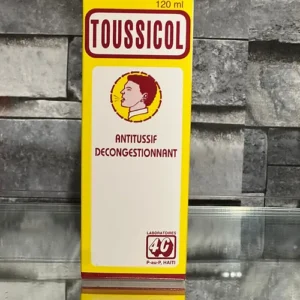 120 ml
TOUSSICOL
ANTITUSSIF
DECONGESTIONNANT
LABORATOIRES
4C
P-au-P, HAITI